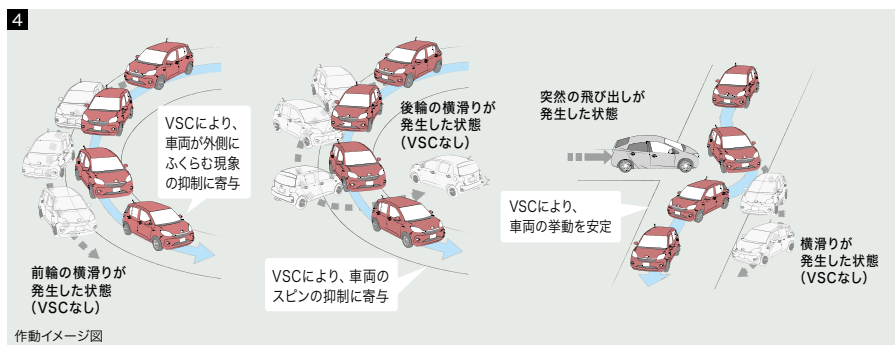 4
VSCにより、
車両が外側に
ふくらむ現象
の抑制に寄与
前輪の横滑りが
発生した状態
（VSCなし）
後輪の横滑りが
発生した状態
（VSCなし）
VSCにより、車両の
スピンの抑制に寄与
突然の飛び出しが
発生した状態
VSCにより、
車両の挙動を安定
横滑りが
発生した状態
（VSCなし）
作動イメージ図